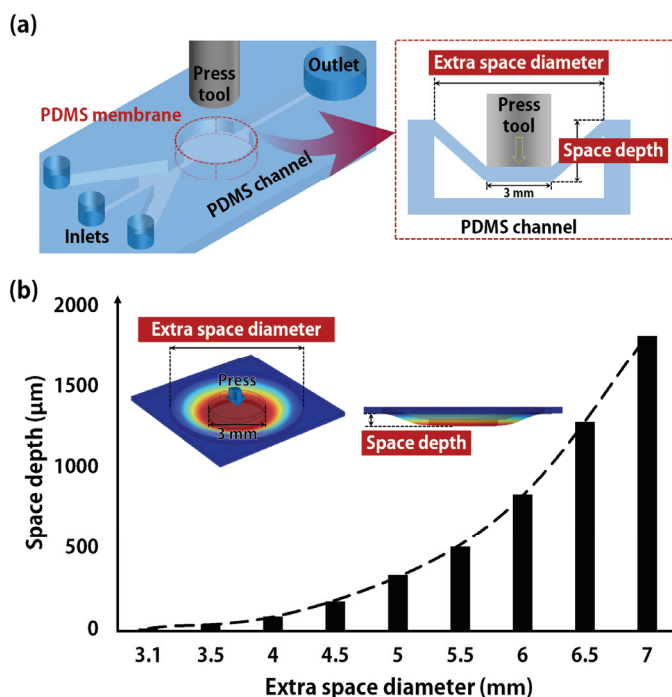 (a)
Press
tool
Outlet
PDMS membrane
PDMS channel
Inlets
Extra space diameter
Press
tool
Space depth
3 mm
PDMS channel
(b)
Space depth (μm)
2000
1500
1000
500
0
Extra space diameter
Press
3 mm
Space depth
3.1 3.5 4 4.5 5 5.5 6 6.5 7
Extra space diameter (mm)